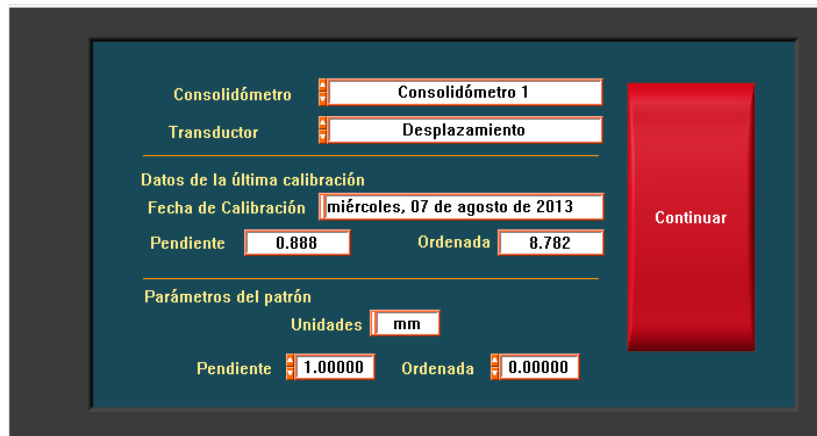 Consolidómetro Consolidómetro 1
Transductor Desplazamiento
Datos de la última calibración
Fecha de Calibración miércoles, 07 de agosto de 2013
Pendiente 0.888 Ordenada 8.782
Continuar
Parámetros del patrón
Unidades mm
Pendiente 1.00000 Ordenada 0.00000